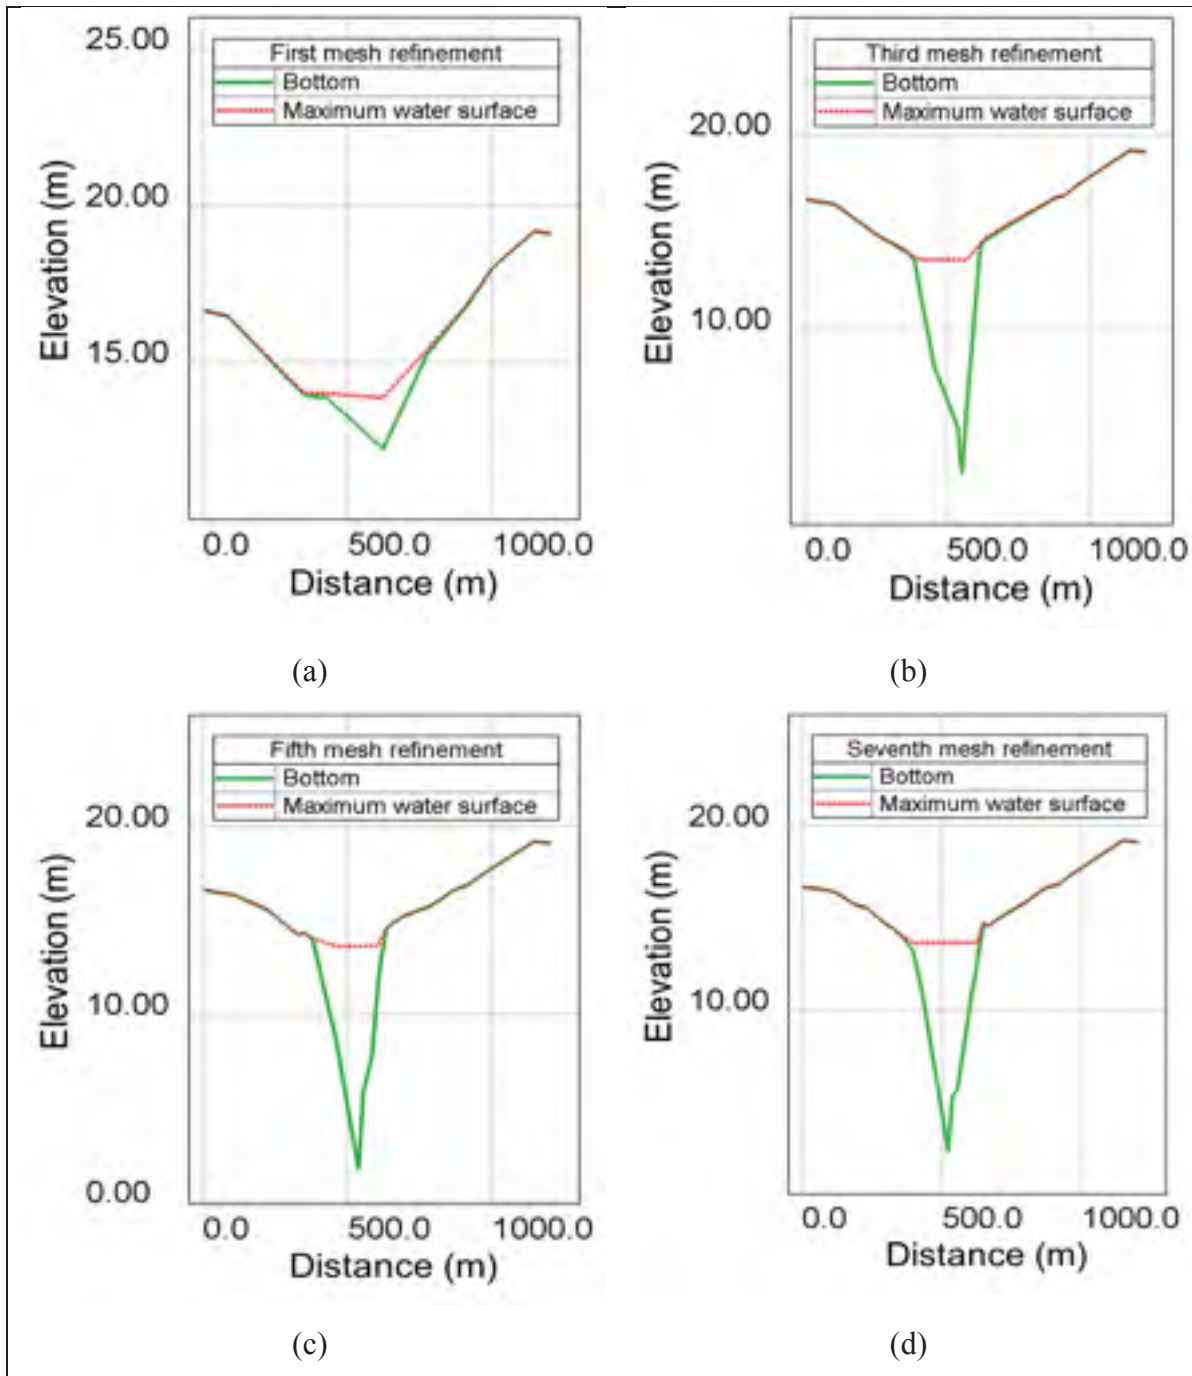 25.00
First mesh refinement
Bottom
Maximum water surface
20.00
15.00
Elevation (m)
0.0 500.0 1000.0
Distance (m)
(a)
Third mesh refinement
Bottom
Maximum water surface
20.00
10.00
Elevation (m)
0.0 500.0 1000.0
Distance (m)
(b)
Fifth mesh refinement
Bottom
Maximum water surface
20.00
10.00
0.00
Elevation (m)
0.0 500.0 1000.0
Distance (m)
(c)
Seventh mesh refinement
Bottom
Maximum water surface
20.00
10.00
Elevation (m)
0.0 500.0 1000.0
Distance (m)
(d)